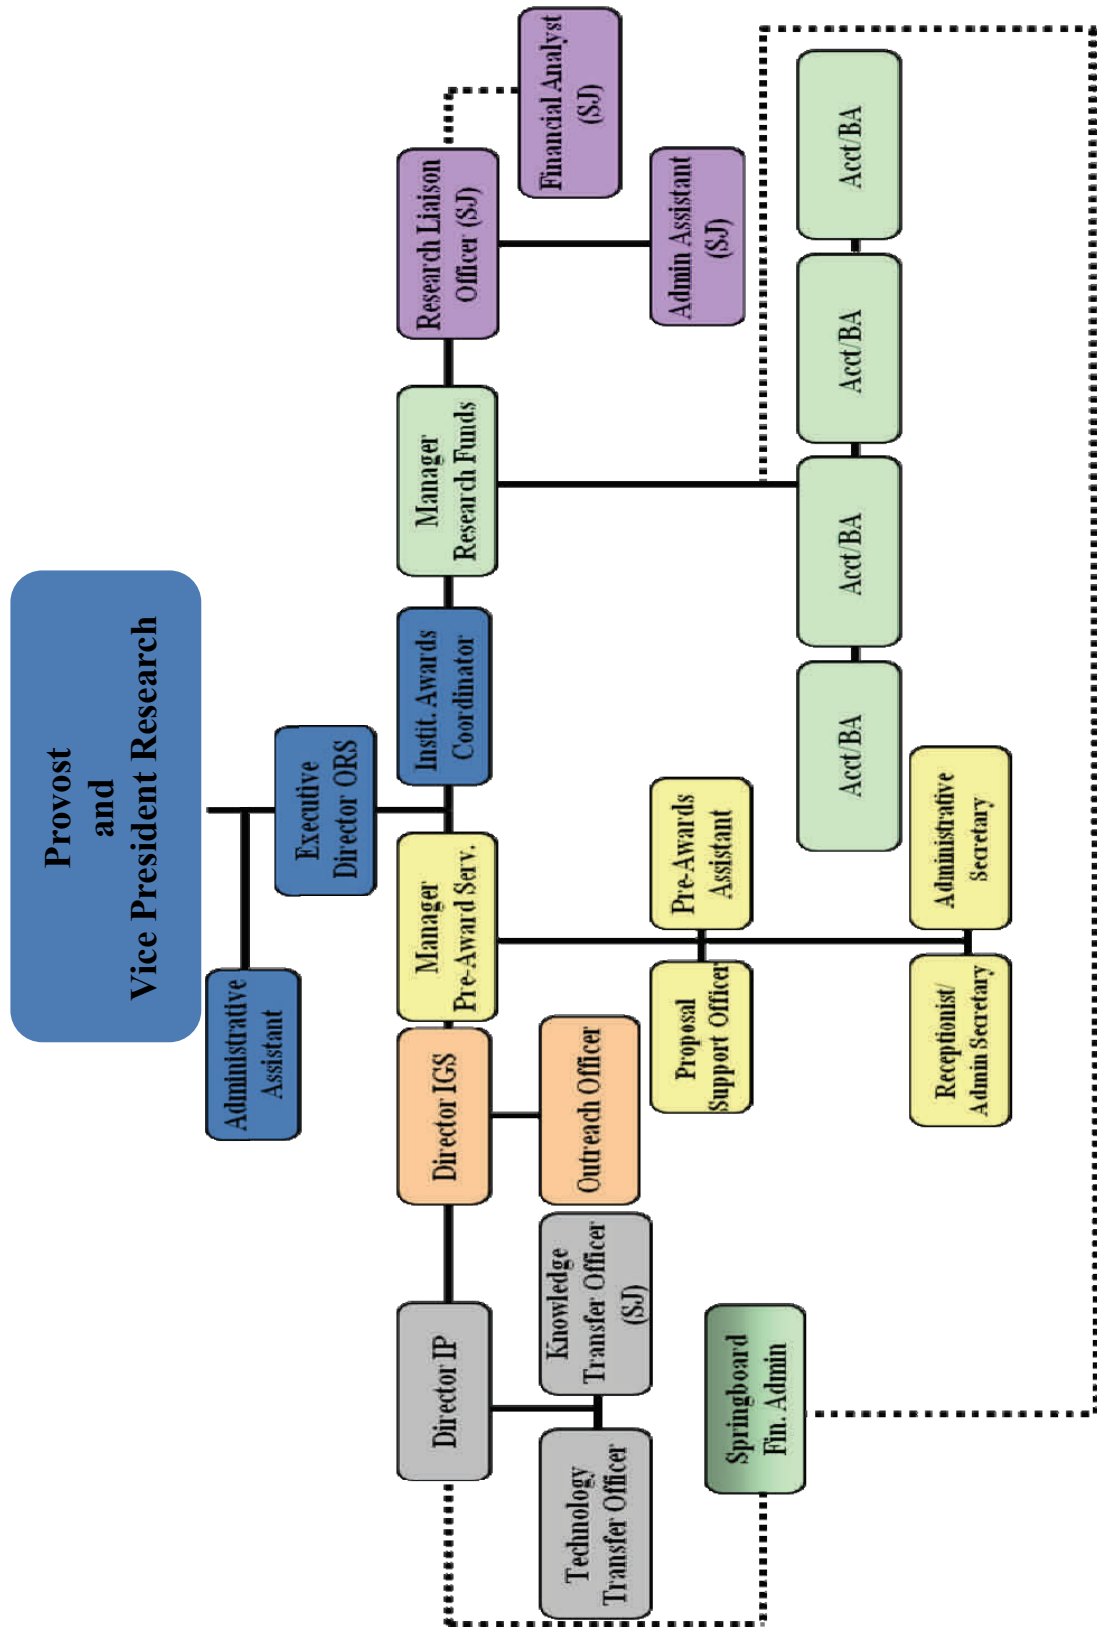 Provost
and
Vice President Research
Administrative
Assistant
Executive
Director ORS
Director IP
Director IGS
Manager
Pre-Award Serv.
Instit. Awards
Coordinator
Manager
Research Funds
Research Liaison
Officer (SJ)
Technology
Transfer Officer
Knowledge
Transfer Officer
(SJ)
Outreach Officer
Financial Analyst
(SJ)
Proposal
Support Officer
Pre-Awards
Assistant
Admin Assistant
(SJ)
Springboard
Fin. Admin
Acct/BA
Acct/BA
Acct/BA
Acct/BA
Receptionist/
Admin Secretary
Administrative
Secretary